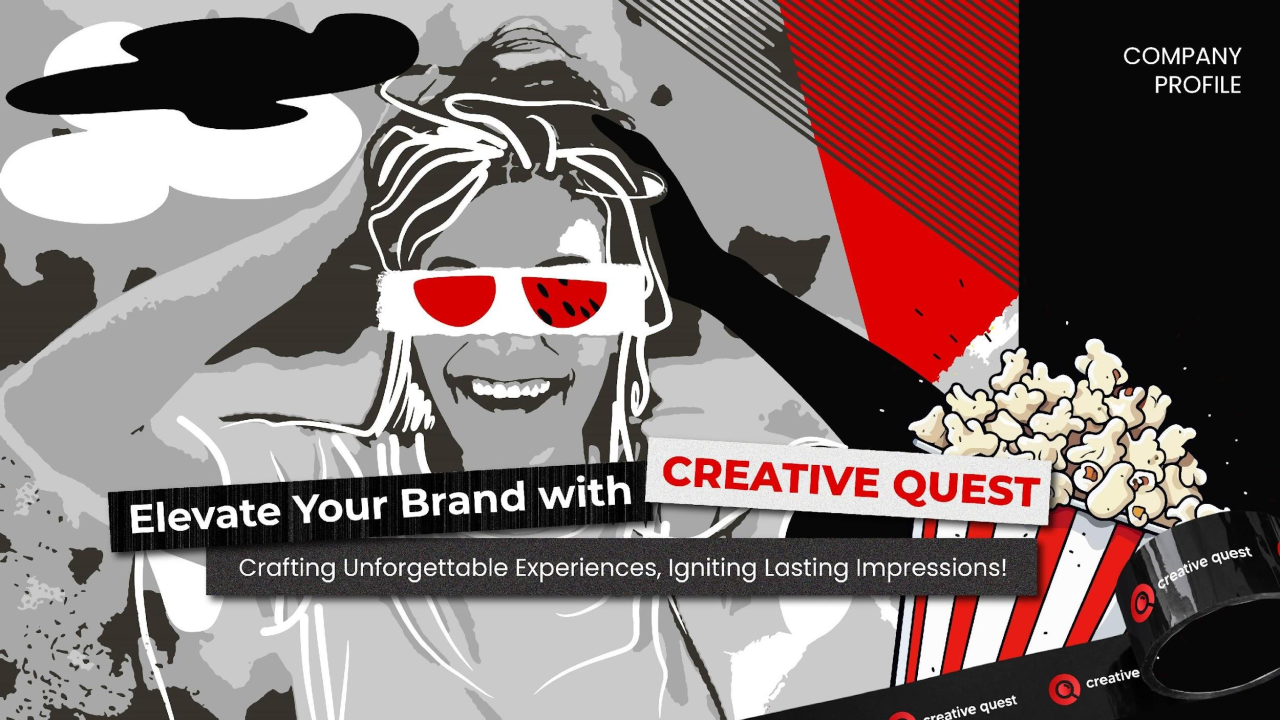 COMPANY
PROFILE
Elevate Your Brand with
CREATIVE QUEST
Crafting Unforgettable Experiences, Igniting Lasting Impressions!
creative quest
creative
creative quest